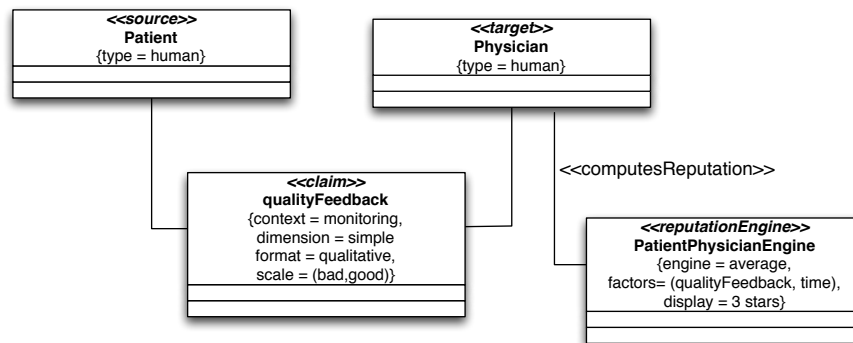 <<source>>
Patient
{type = human}
<<target>>
Physician
{type = human}
<<computesReputation>>
<<claim>>
qualityFeedback
{context = monitoring,
dimension = simple
format = qualitative,
scale = (bad,good)}
<<reputationEngine>>
PatientPhysicianEngine
{engine = average,
factors= (qualityFeedback, time),
display = 3 stars}